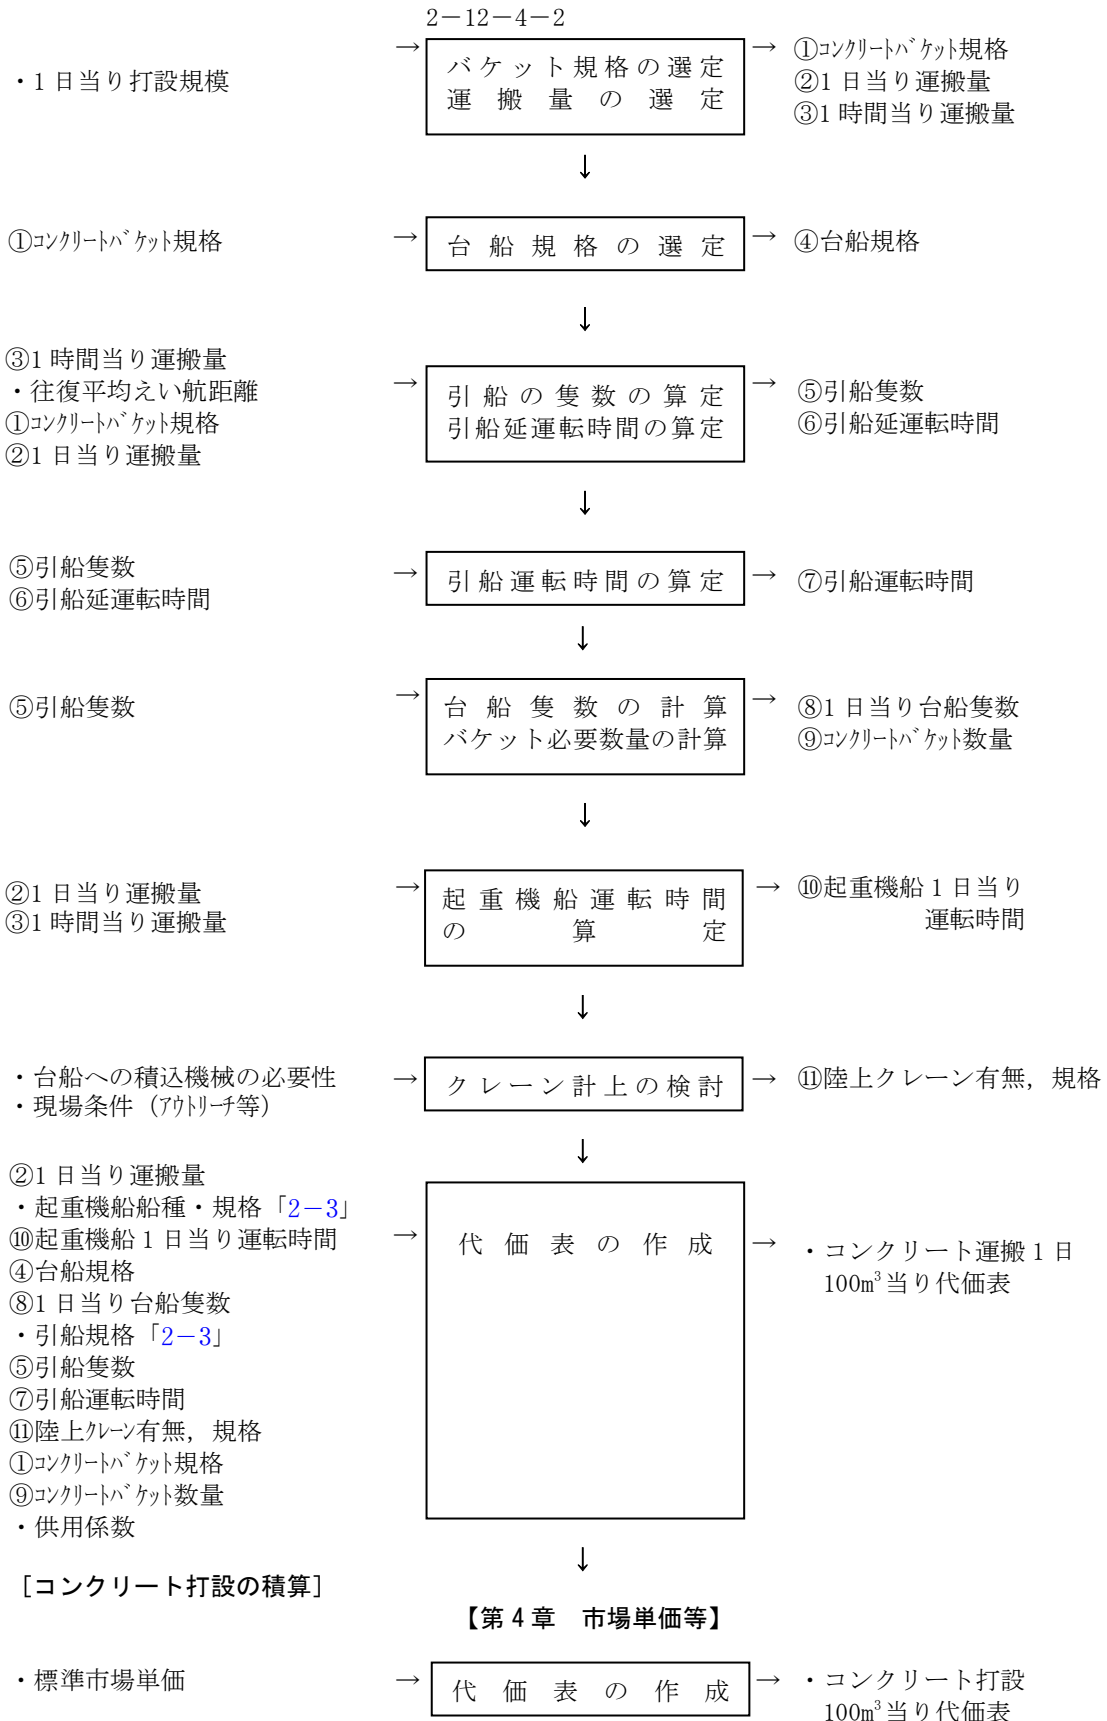 2－12－4－2
・1日当り打設規模
→
バケット規格の選定
運搬量の選定
→
①ｺﾝｸﾘｰﾄﾊﾞｹｯﾄ規格
②1日当り運搬量
③1時間当り運搬量
↓
①ｺﾝｸﾘｰﾄﾊﾞｹｯﾄ規格
→
台船規格の選定
→
④台船規格
↓
③1時間当り運搬量
・往復平均えい航距離
①ｺﾝｸﾘｰﾄﾊﾞｹｯﾄ規格
②1日当り運搬量
→
引船の隻数の算定
引船延運転時間の算定
→
⑤引船隻数
⑥引船延運転時間
↓
⑤引船隻数
⑥引船延運転時間
→
引船運転時間の算定
→
⑦引船運転時間
↓
⑤引船隻数
→
台船隻数の計算
バケット必要数量の計算
→
⑧1日当り台船隻数
⑨ｺﾝｸﾘｰﾄﾊﾞｹｯﾄ数量
↓
②1日当り運搬量
③1時間当り運搬量
→
起重機船運転時間
の算定
→
⑩起重機船1日当り
運転時間
↓
・台船への積込機械の必要性
・現場条件（ｱｳﾄﾘｰﾁ等）
→
クレーン計上の検討
→
⑪陸上クレーン有無，規格
↓
②1日当り運搬量
・起重機船船種・規格「2－3」
⑩起重機船1日当り運転時間
④台船規格
⑧1日当り台船隻数
・引船規格「2－3」
⑤引船隻数
⑦引船運転時間
⑪陸上ｸﾚｰﾝ有無，規格
①ｺﾝｸﾘｰﾄﾊﾞｹｯﾄ規格
⑨ｺﾝｸﾘｰﾄﾊﾞｹｯﾄ数量
・供用係数
→
代価表の作成
→
・コンクリート運搬1日
100m³当り代価表
↓
［コンクリート打設の積算］
【第4章　市場単価等】
・標準市場単価
→
代価表の作成
→
・コンクリート打設
100m³当り代価表